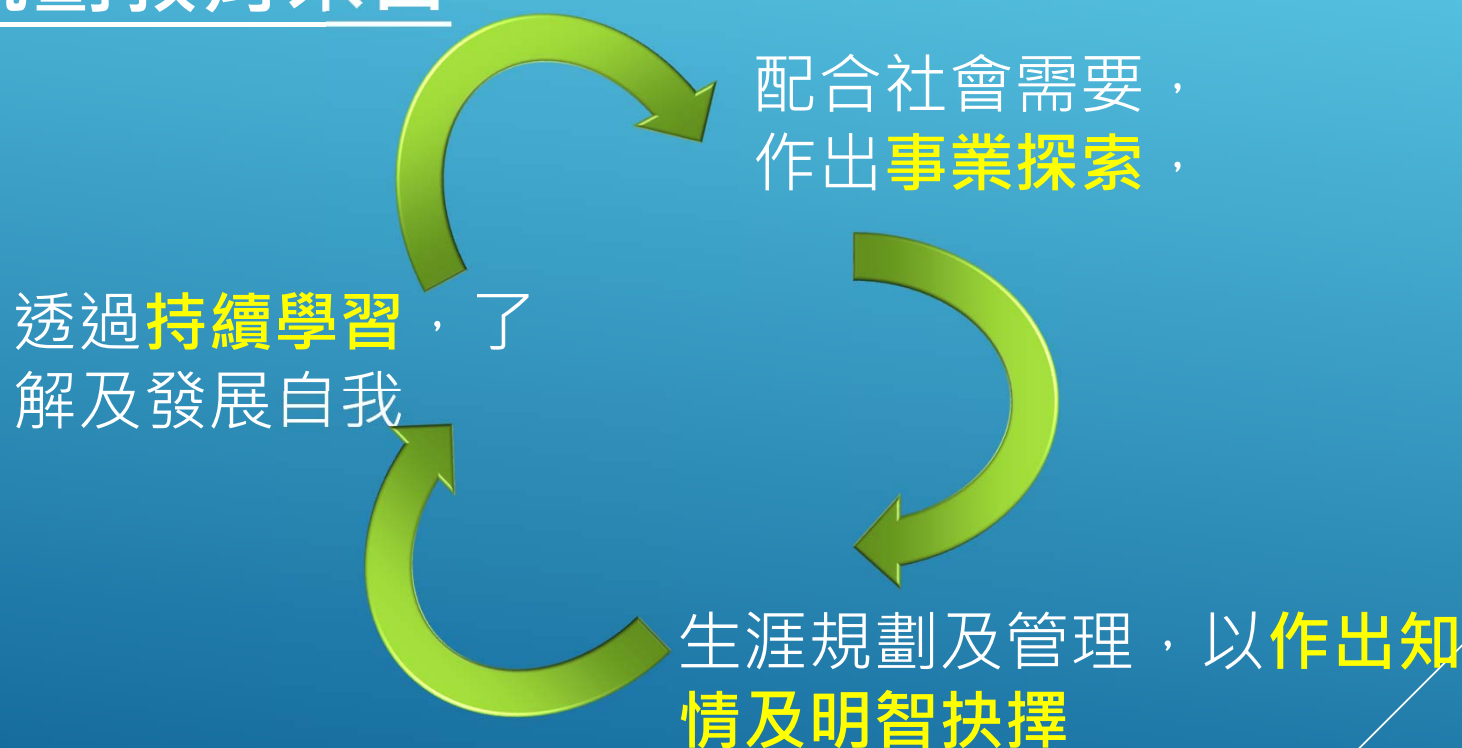 配合社會需要，
作出事業探索，
透過持續學習，了
解及發展自我
生涯規劃及管理，以作出知
情及明智抉擇